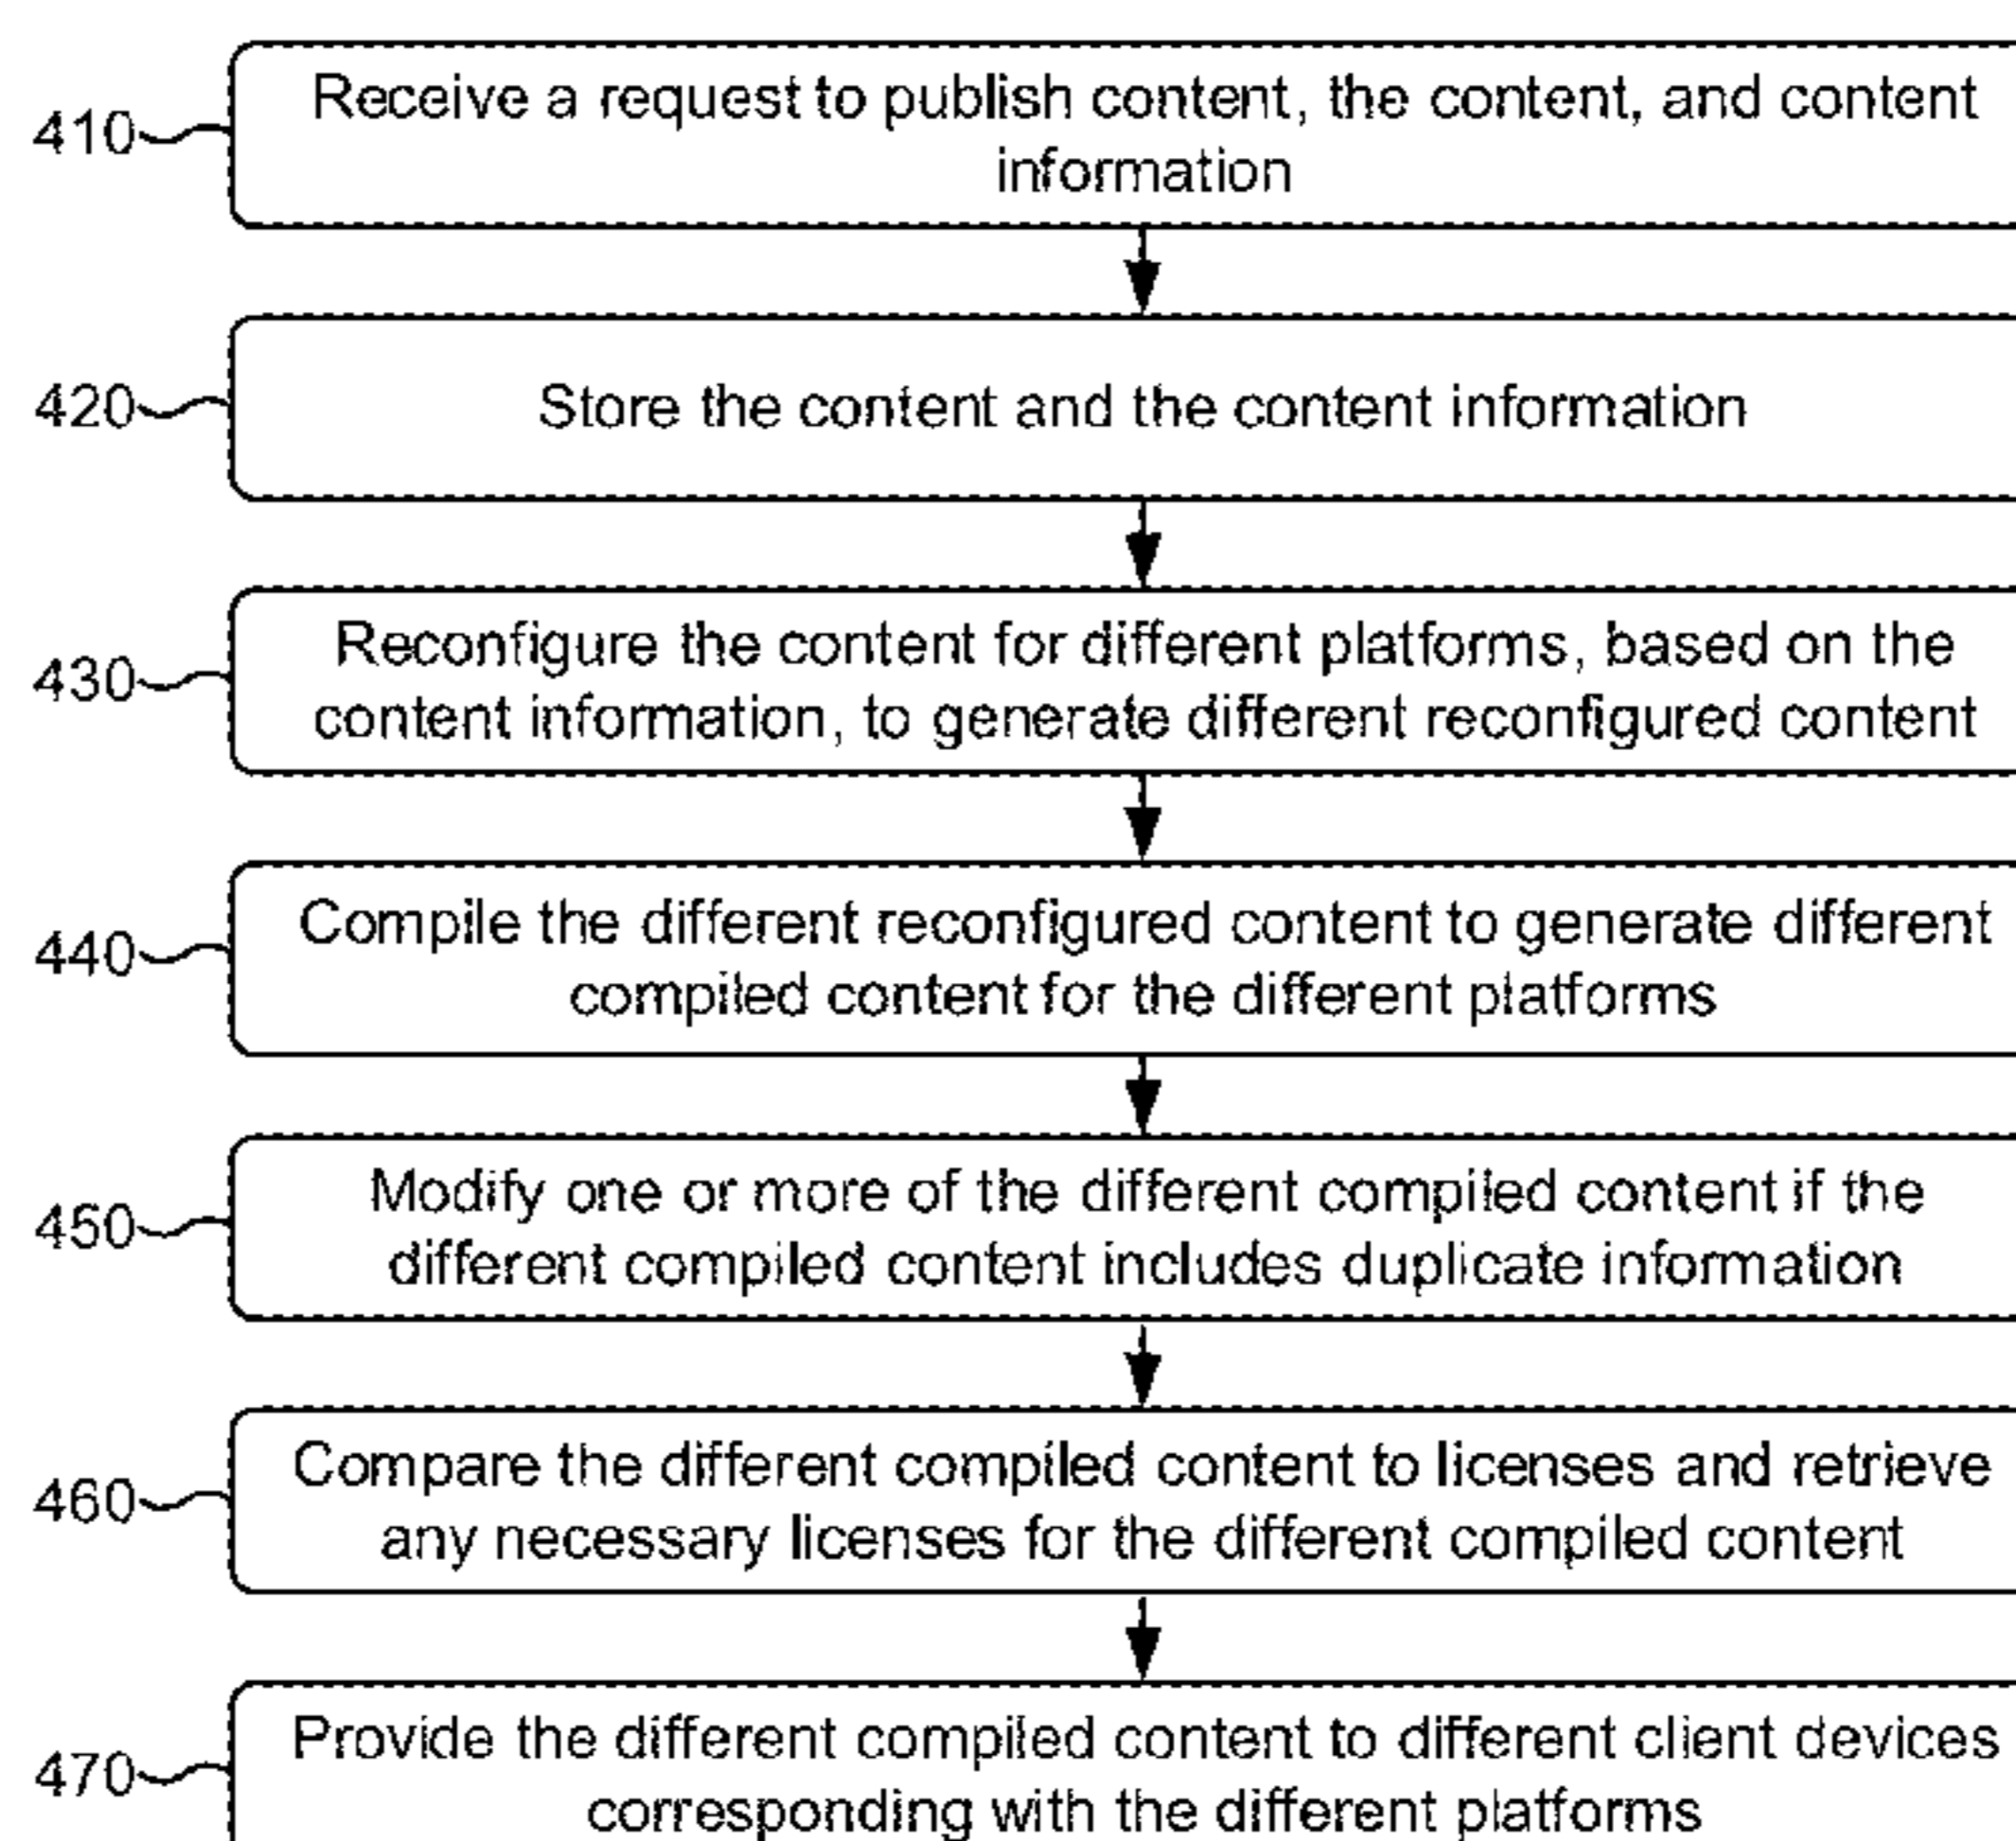 Receive a request to publish content, the content, and content
410
information
420
Store the content and the content information
Reconfigure the content for different platforms, based on the
430
content information, to generate different reconfigured content
Compile the different reconfigured content to generate different
440
compiled content for the different platforms
Modify one or more of the different compiled content if the
450
different compiled content includes duplicate information
Compare the different compiled content to licenses and retrieve
460
any necessary licenses for the different compiled content
Provide the different compiled content to different client devices
470
corresponding with the different platforms